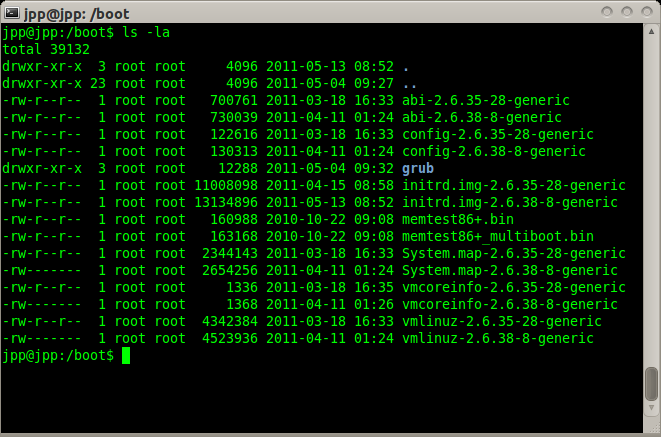 jpp@jpp: /boot
jpp@jpp:/boot$ ls -la
total 39132
drwxr-xr-x  3 root root     4096 2011-05-13 08:52 .
drwxr-xr-x 23 root root     4096 2011-05-04 09:27 ..
-rw-r--r--  1 root root   700761 2011-03-18 16:33 abi-2.6.35-28-generic
-rw-r--r--  1 root root   730039 2011-04-11 01:24 abi-2.6.38-8-generic
-rw-r--r--  1 root root   122616 2011-03-18 16:33 config-2.6.35-28-generic
-rw-r--r--  1 root root   130313 2011-04-11 01:24 config-2.6.38-8-generic
drwxr-xr-x  3 root root    12288 2011-05-04 09:32 grub
-rw-r--r--  1 root root 11008098 2011-04-15 08:58 initrd.img-2.6.35-28-generic
-rw-r--r--  1 root root 13134896 2011-05-13 08:52 initrd.img-2.6.38-8-generic
-rw-r--r--  1 root root   160988 2010-10-22 09:08 memtest86+.bin
-rw-r--r--  1 root root   163168 2010-10-22 09:08 memtest86+_multiboot.bin
-rw-r--r--  1 root root  2344143 2011-03-18 16:33 System.map-2.6.35-28-generic
-rw-------  1 root root  2654256 2011-04-11 01:24 System.map-2.6.38-8-generic
-rw-r--r--  1 root root     1336 2011-03-18 16:35 vmcoreinfo-2.6.35-28-generic
-rw-------  1 root root     1368 2011-04-11 01:26 vmcoreinfo-2.6.38-8-generic
-rw-r--r--  1 root root  4342384 2011-03-18 16:33 vmlinuz-2.6.35-28-generic
-rw-------  1 root root  4523936 2011-04-11 01:24 vmlinuz-2.6.38-8-generic
jpp@jpp:/boot$